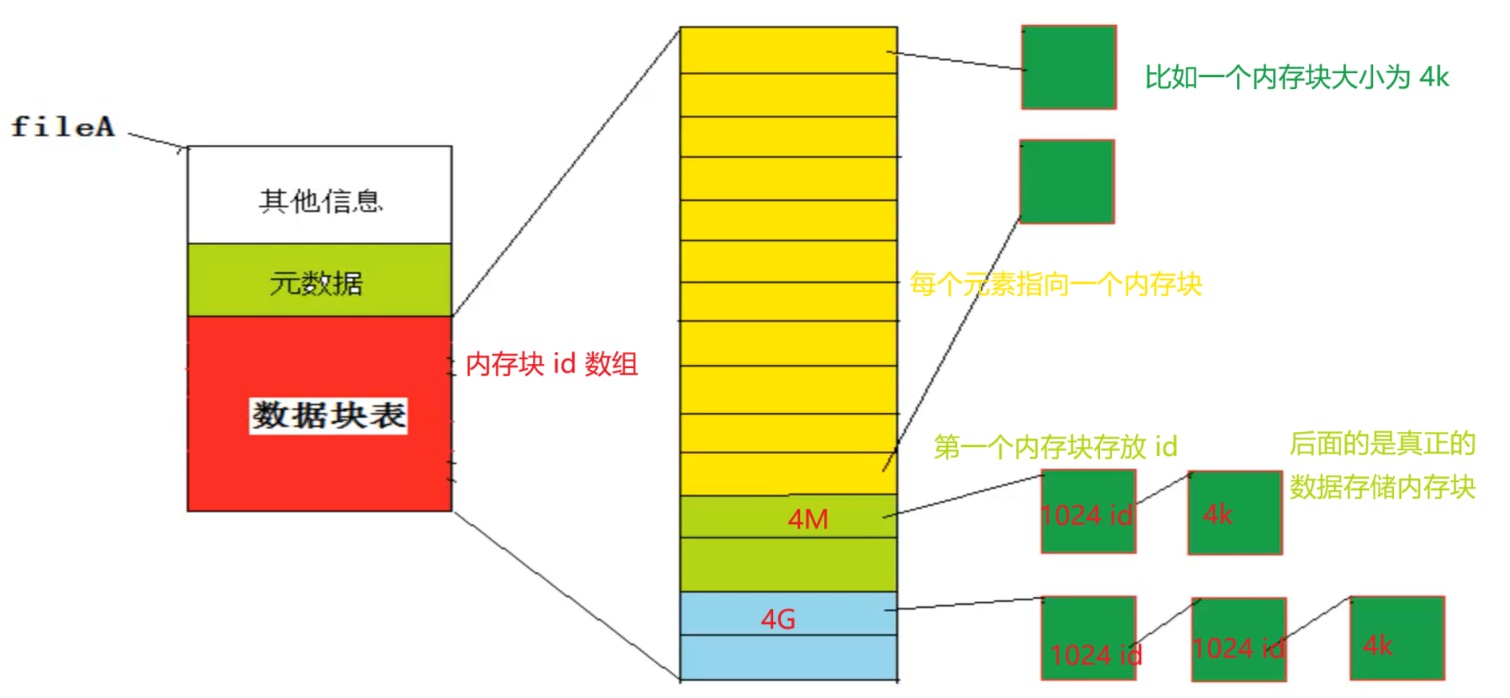 比如一个内存块大小为 4k
fileA
其他信息
元数据
每个元素指向一个内存块
内存块 id 数组
数据块表
第一个内存块存放 id
后面的是真正的
数据存储内存块
4M
1024 id
4k
4G
1024 id
1024 id
4k